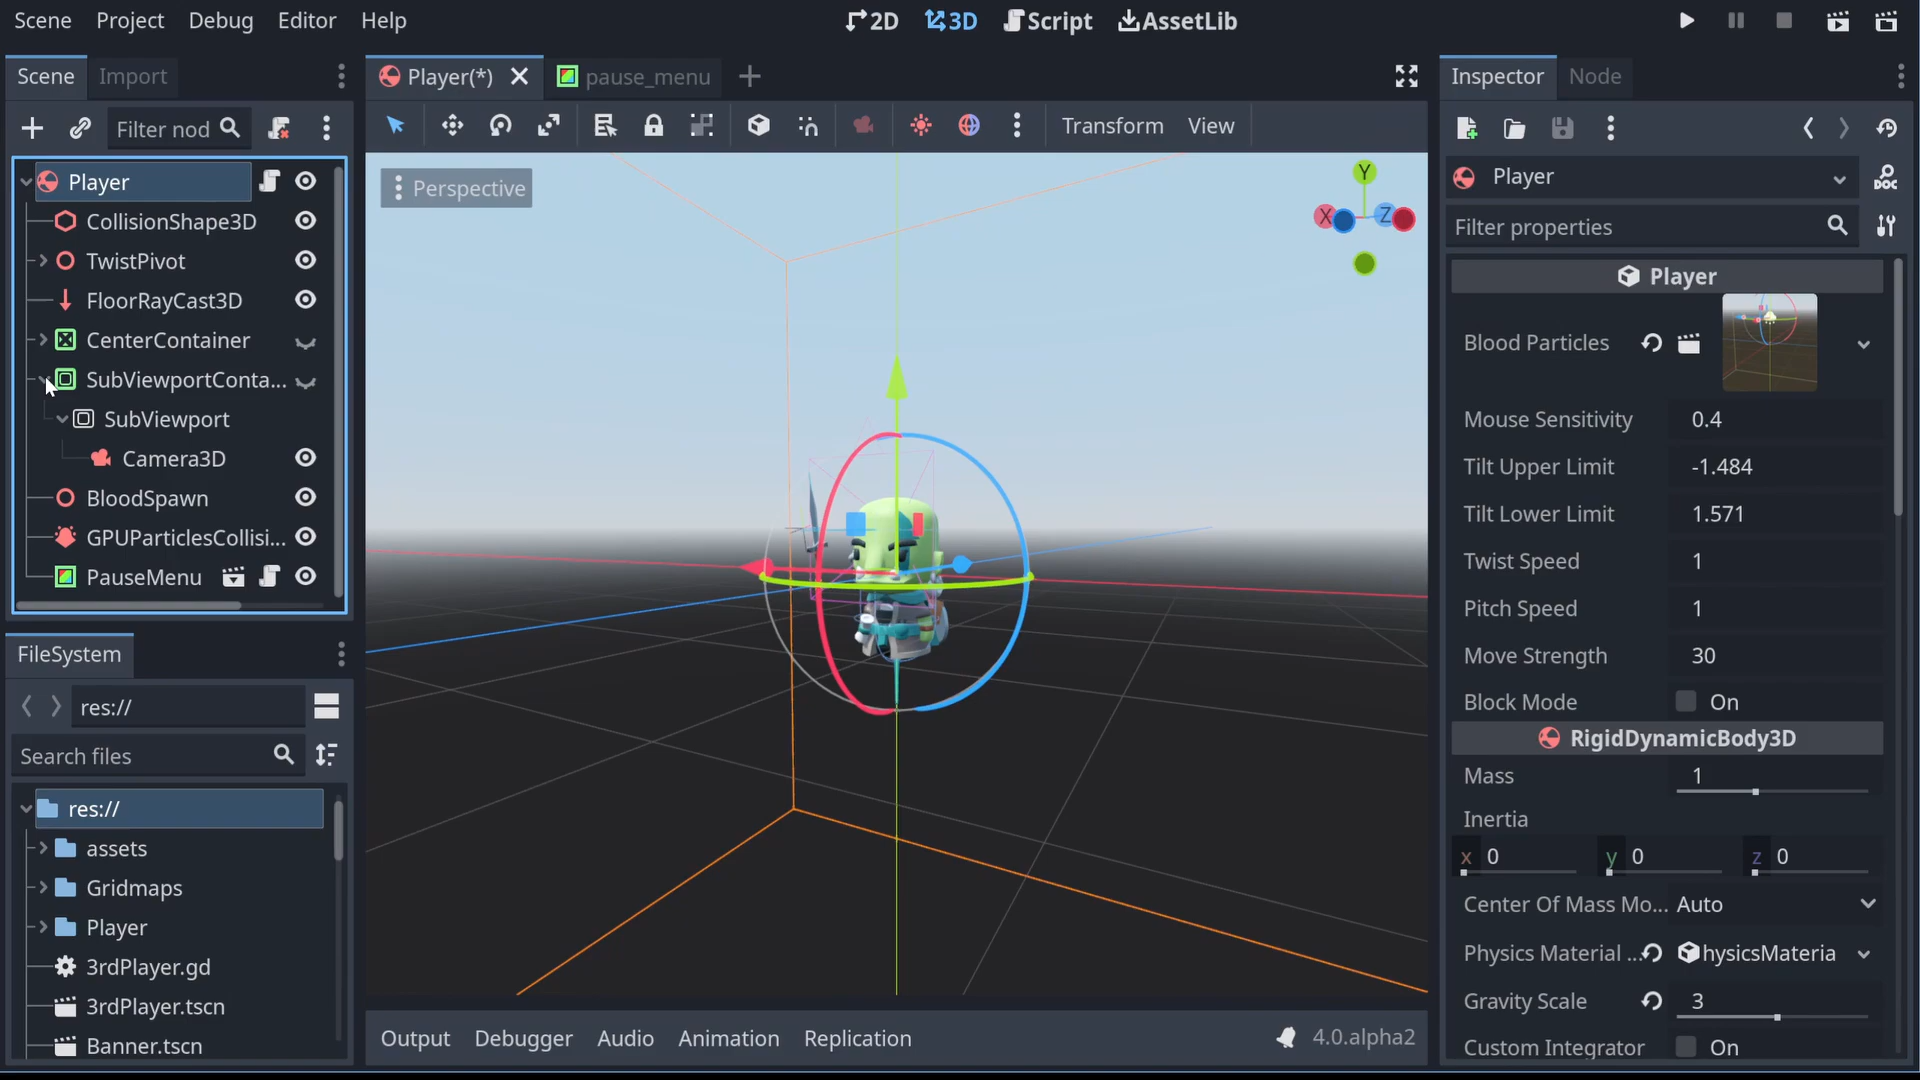 Scene Project Debug Editor Help 2D 3D Script AssetLib
Scene Import
Filter nod
Player
CollisionShape3D
TwistPivot
FloorRayCast3D
CenterContainer
SubViewportConta...
SubViewport
Camera3D
BloodSpawn
GPUParticlesCollisi...
PauseMenu
FileSystem
res://
Search files
res://
assets
Gridmaps
Player
3rdPlayer.gd
3rdPlayer.tscn
Banner.tscn
Player(*) pause_menu
Transform View
Perspective
Y
X Z
Output Debugger Audio Animation Replication 4.0.alpha2
Inspector Node
Player
DOC
Filter properties
Player
Blood Particles
Mouse Sensitivity 0.4
Tilt Upper Limit -1.484
Tilt Lower Limit 1.571
Twist Speed 1
Pitch Speed 1
Move Strength 30
Block Mode On
RigidDynamicBody3D
Mass 1
Inertia
x 0 y 0 z 0
Center Of Mass Mo... Auto
Physics Material ... hysicsMateria
Gravity Scale 3
Custom Integrator On